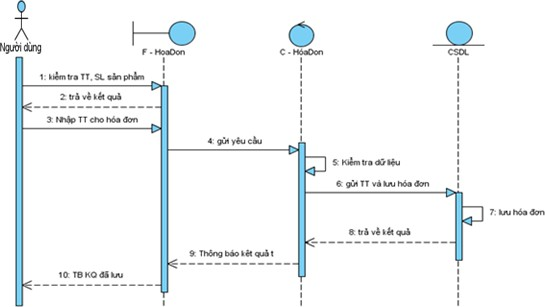 Người dùng
F - HoaDon
C - HóaDon
CSDL
1: kiểm tra TT, SL sản phẩm
2: trả về kết quả
3: Nhập TT cho hóa đơn
4: gửi yêu cầu
5: Kiểm tra dữ liệu
6: gửi TT và lưu hóa đơn
7: lưu hóa đơn
8: trả về kết quả
9: Thông báo kêt quả t
10: TB KQ đã lưu